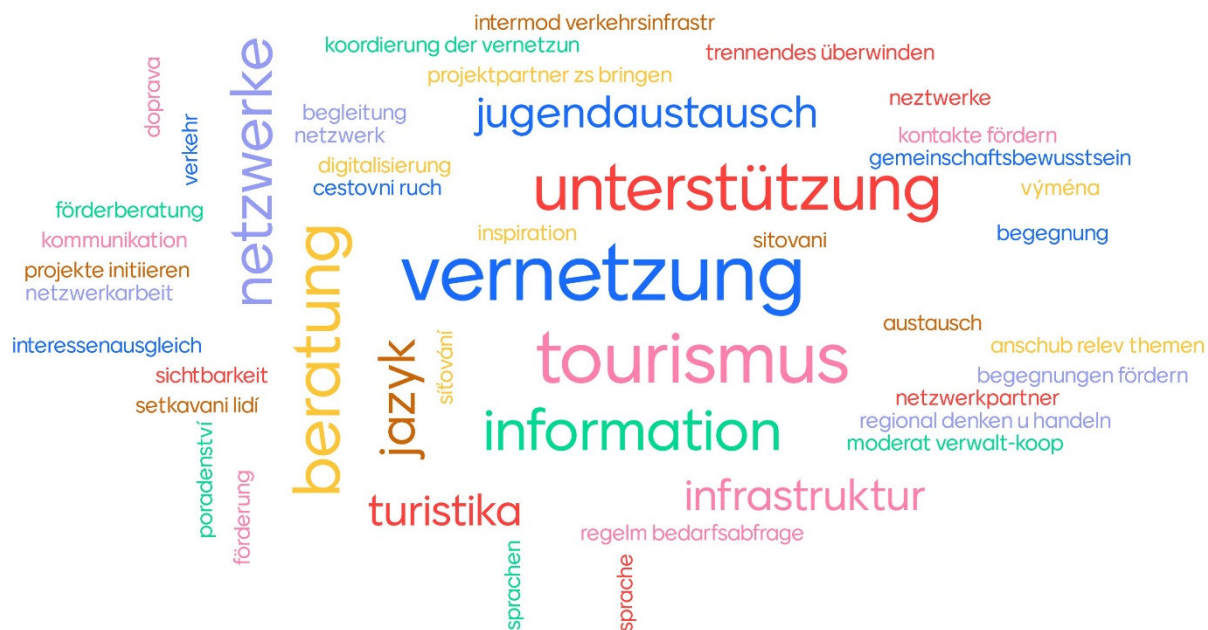 intermod verkehrsinfrastr
koordierung der vernetzun
trennendes überwinden
projektpartner zs bringen
doprava
netzwerke
jugendaustausch
neztwerke
begleitung
netzwerk
verkehr
kontakte fördern
gemeinschaftsbewusstsein
digitalisierung
cestovni ruch
unterstützung
výména
förderberatung
kommunikation
inspiration
sitovani
begegnung
projekte initiieren
netzwerkarbeit
vernetzung
beratung
austausch
interessenausgleich
jazyk
síťování
tourismus
anschub relev themen
sichtbarkeit
begegnungen fördern
setkavani lidí
netzwerkpartner
regional denken u handeln
information
moderat verwalt-koop
poradenství
förderung
turistika
infrastruktur
regelm bedarfsabfrage
sprachen
sprache